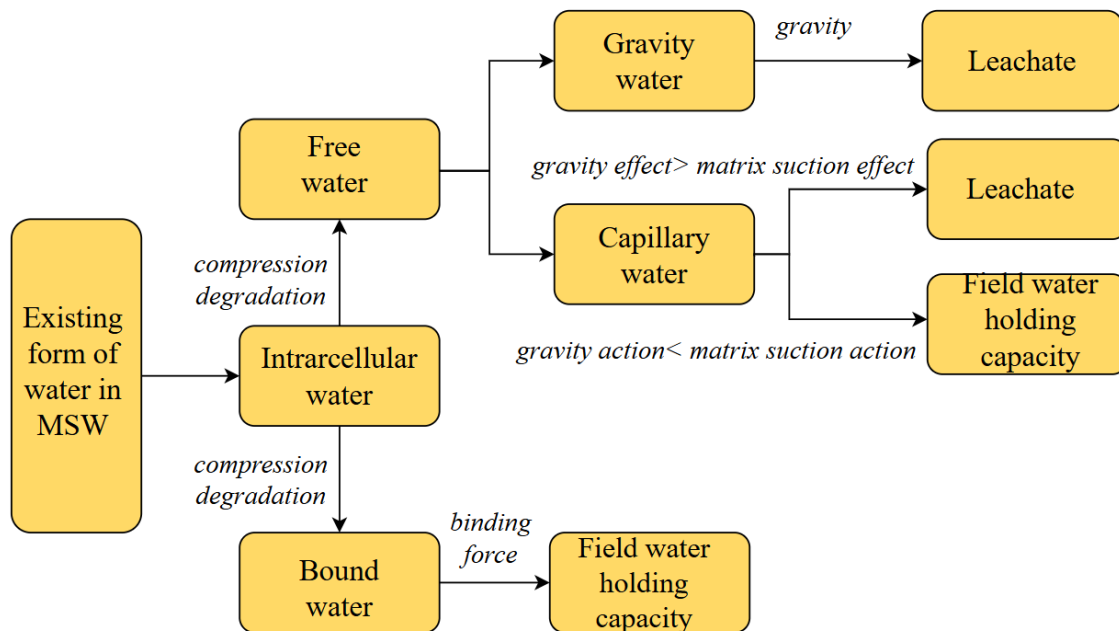 Existing
form of
water in
MSW
Free
water
compression
degradation
Intrarcellular
water
compression
degradation
Bound
water
binding
force
Field water
holding
capacity
Gravity
water
gravity
Leachate
gravity effect> matrix suction effect
Capillary
water
Leachate
gravity action< matrix suction action
Field water
holding
capacity